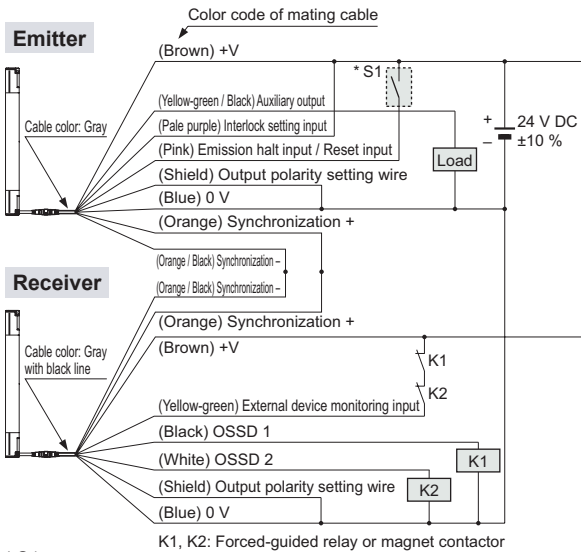 Color code of mating cable
Emitter
(Brown) +V
* S1
(Yellow-green / Black) Auxiliary output
Cable color: Gray
(Pale purple) Interlock setting input
+
–
24 V DC
±10 %
(Pink) Emission halt input / Reset input
Load
(Shield) Output polarity setting wire
(Blue) 0 V
(Orange) Synchronization +
(Orange / Black) Synchronization –
Receiver
(Orange / Black) Synchronization –
(Orange) Synchronization +
(Brown) +V
Cable color: Gray
with black line
K1
K2
(Yellow-green) External device monitoring input
(Black) OSSD 1
(White) OSSD 2
K1
(Shield) Output polarity setting wire
K2
(Blue) 0 V
K1, K2: Forced-guided relay or magnet contactor